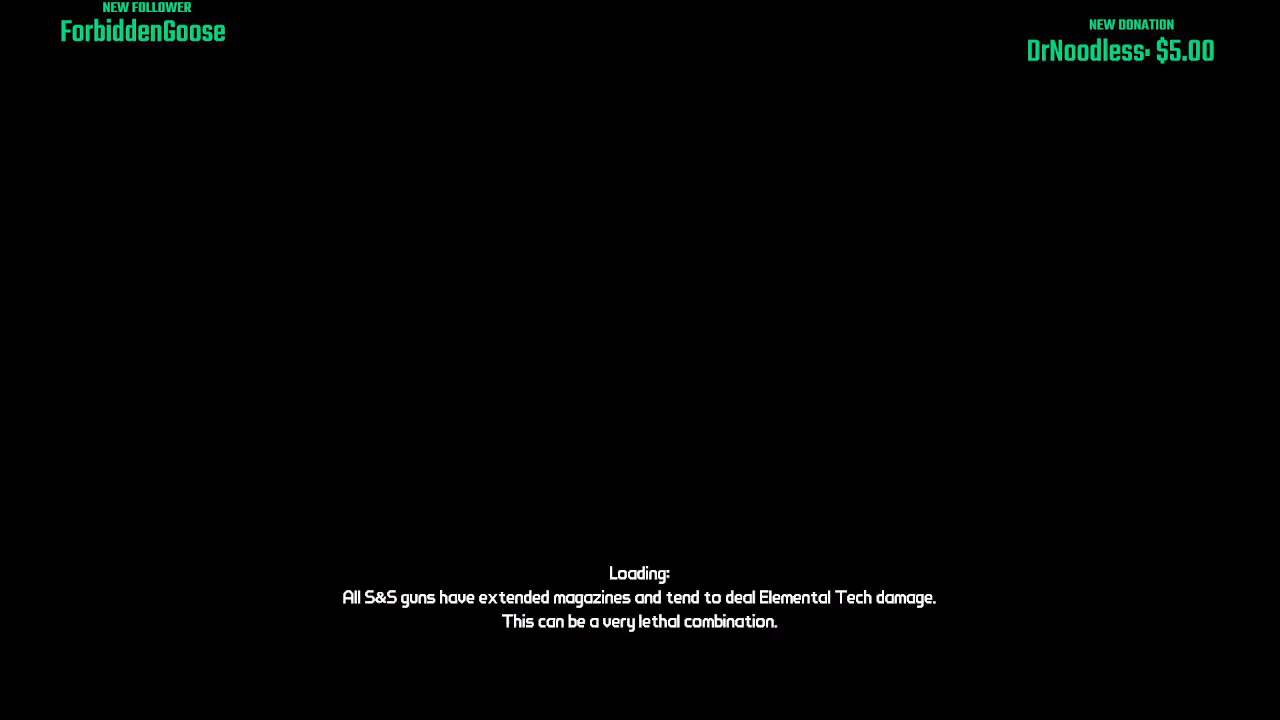 NEW FOLLOWER
ForbiddenGoose
NEW DONATION
DrNoodless: $5.00
Loading:
All S&S guns have extended magazines and tend to deal Elemental Tech damage.
This can be a very lethal combination.